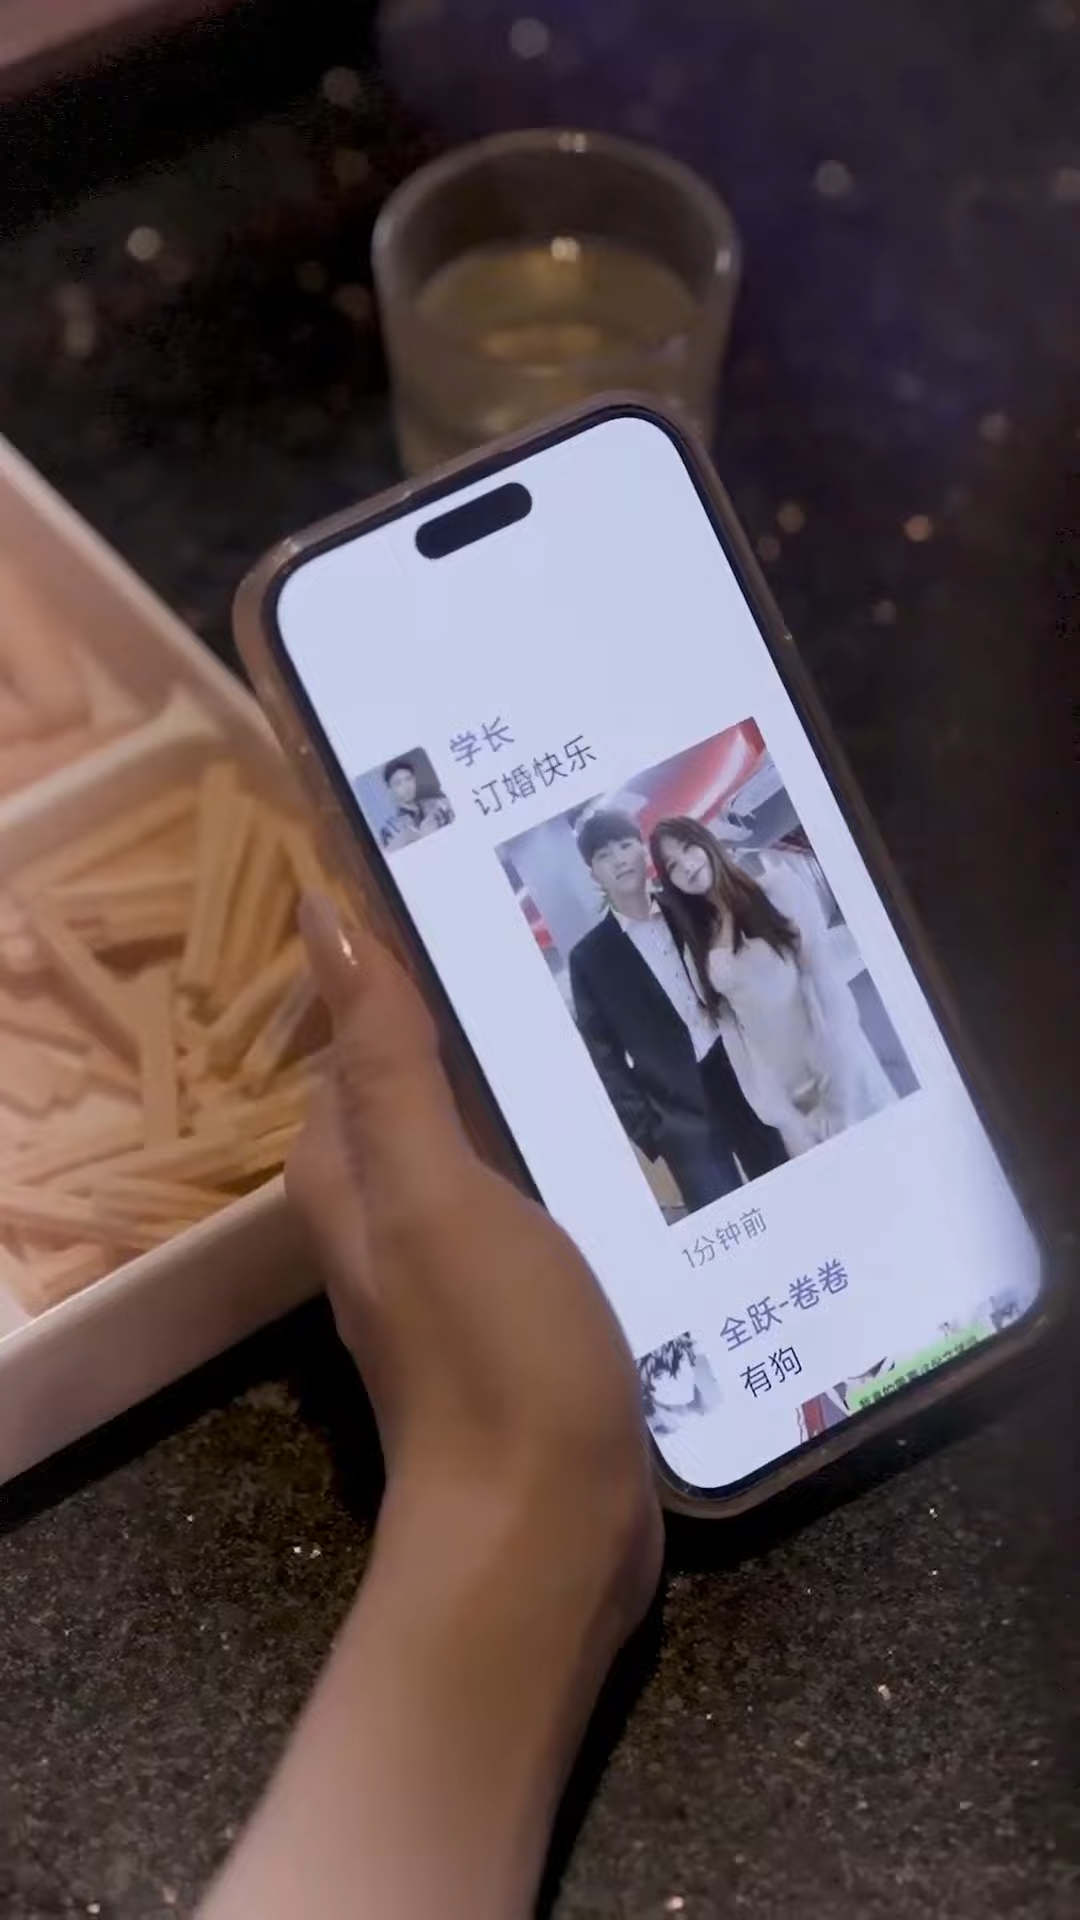 学长
订婚快乐
1分钟前
全跃-卷卷
有狗